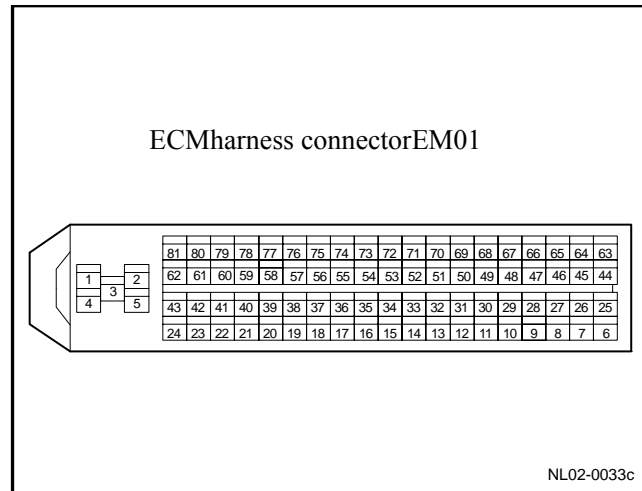 ECMharness connectorEM01
81 80 79 78 77 76 75 74 73 72 71 70 69 68 67 66 65 64 63
1 2 62 61 60 59 58 57 56 55 54 53 52 51 50 49 48 47 46 45 44
3
4 5 43 42 41 40 39 38 37 36 35 34 33 32 31 30 29 28 27 26 25
24 23 22 21 20 19 18 17 16 15 14 13 12 11 10 9 8 7 6
NL02-0033c